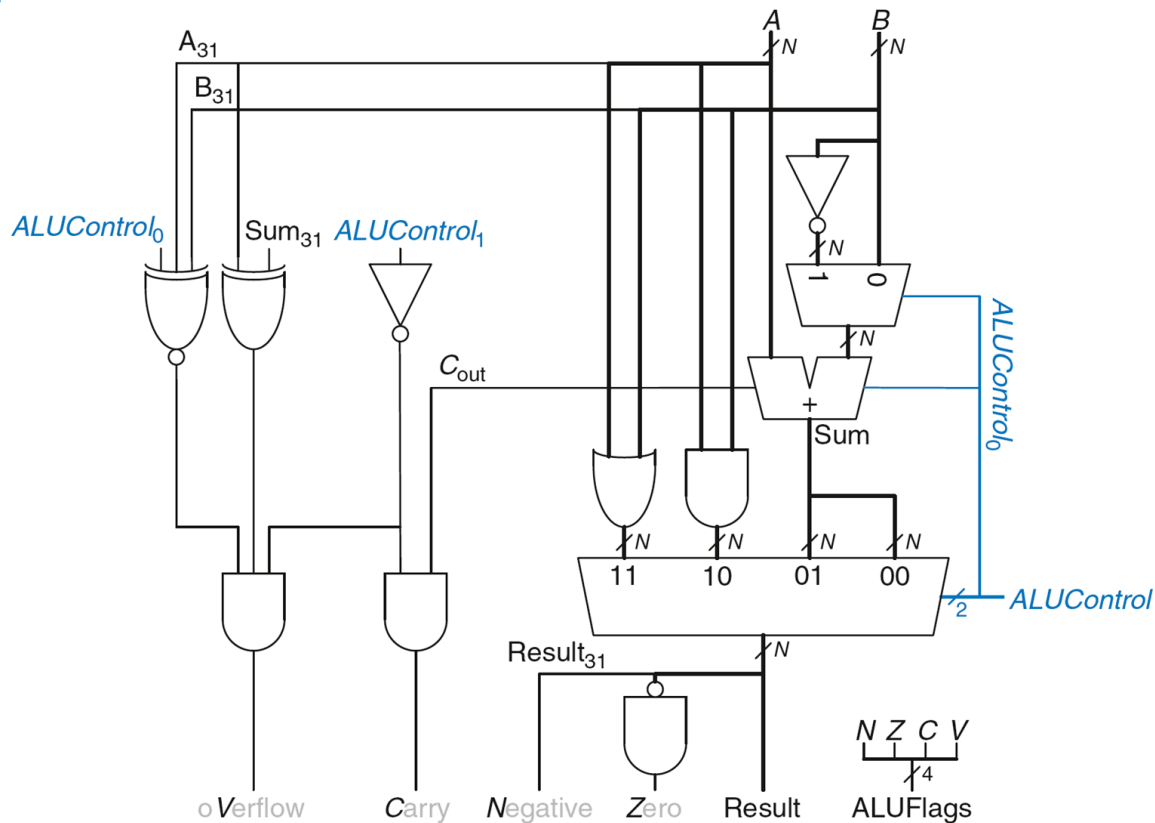 A B
N N
A31
B31
ALUControl0 Sum31 ALUControl1
N
1 0
ALUControl0
N
Cout
+
Sum
N N N N
11 10 01 00
2 ALUControl
Result31 N
N Z C V
4
oVerflow Carry Negative Zero Result ALUFlags